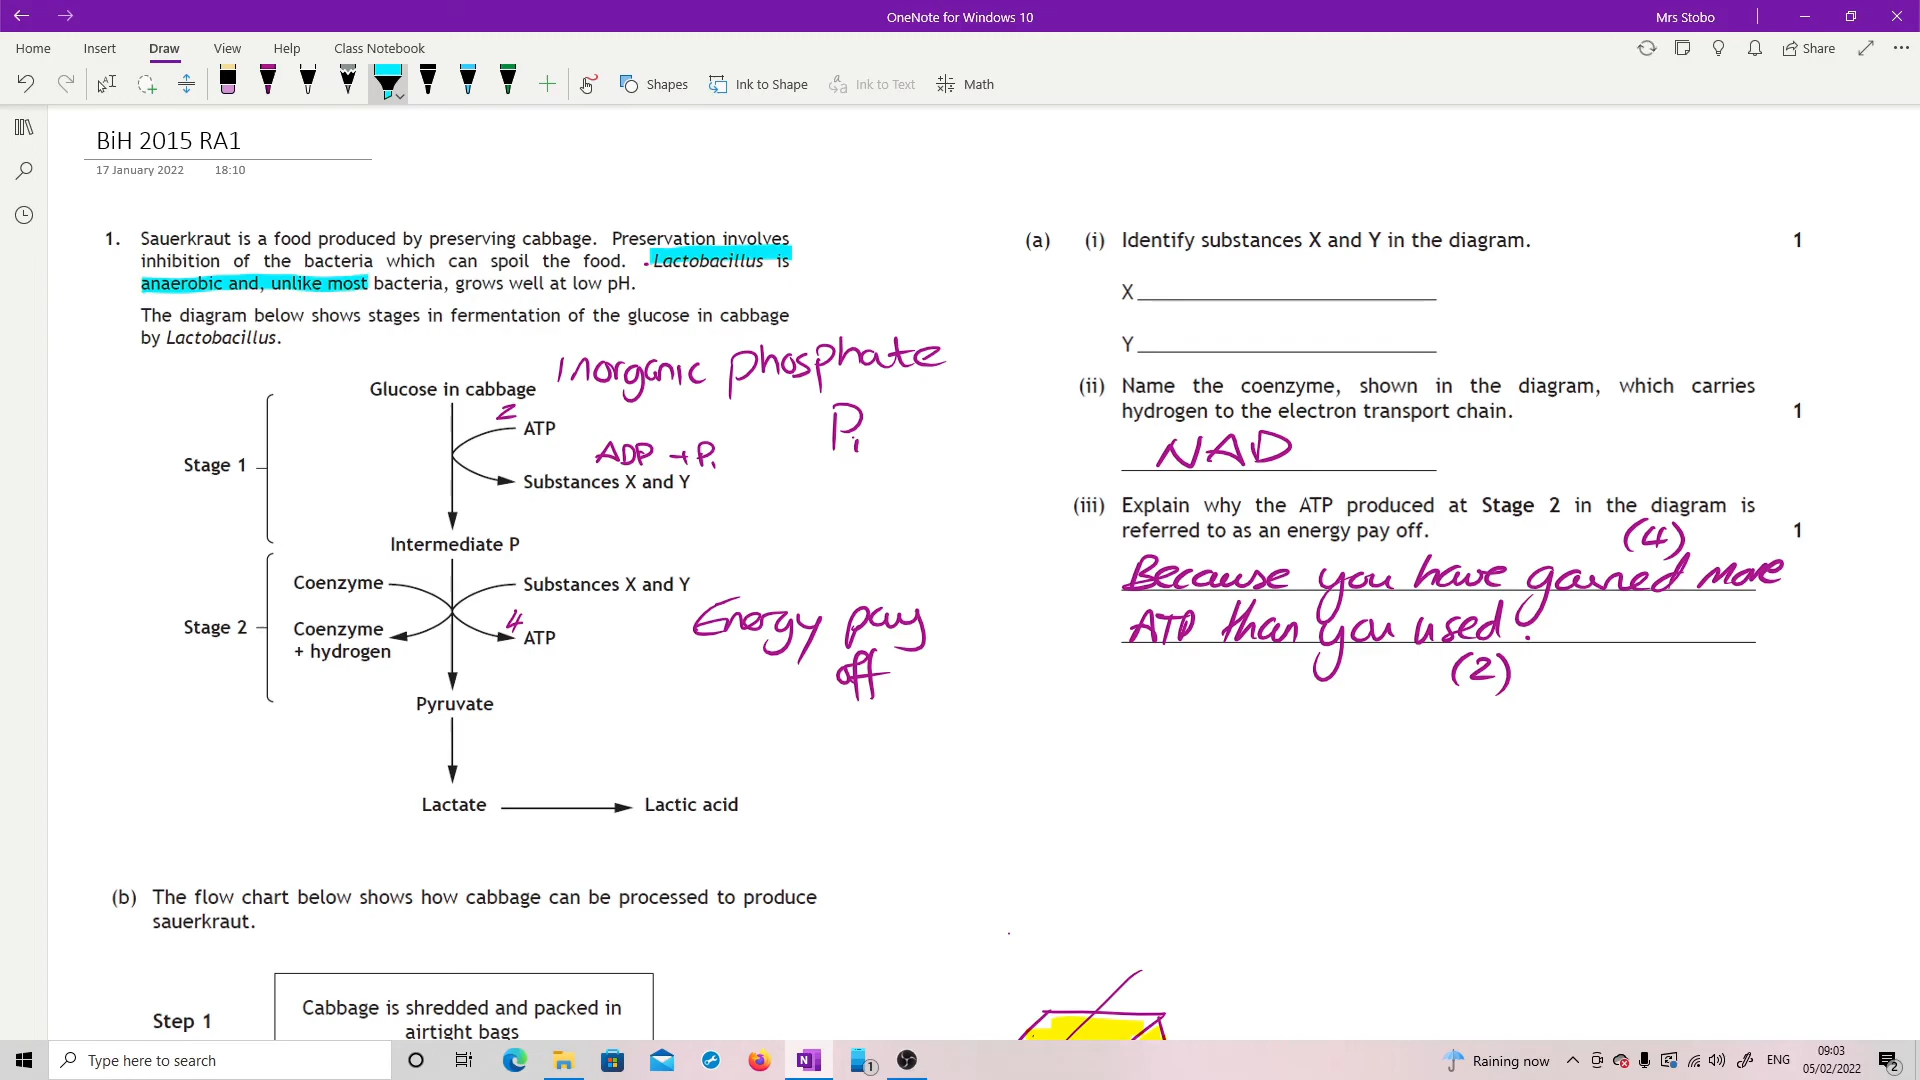 OneNote for Windows 10
Mrs Stobo
Home Insert Draw View Help Class Notebook
Share
Shapes Ink to Shape Ink to Text Math
BiH 2015 RA1
17 January 2022 18:10
1. Sauerkraut is a food produced by preserving cabbage. Preservation involves
inhibition of the bacteria which can spoil the food. Lactobacillus is
anaerobic and, unlike most bacteria, grows well at low pH.
The diagram below shows stages in fermentation of the glucose in cabbage
by Lactobacillus.
Inorganic phosphate
Pi
Glucose in cabbage
2
ATP
ADP + Pi
Stage 1
Substances X and Y
Intermediate P
Coenzyme
Substances X and Y
Stage 2
4
ATP
Coenzyme
+ hydrogen
Energy pay
off
Pyruvate
Lactate
Lactic acid
(b) The flow chart below shows how cabbage can be processed to produce
sauerkraut.
Step 1
Cabbage is shredded and packed in
airtight bags
(a) (i) Identify substances X and Y in the diagram. 1
X
Y
(ii) Name the coenzyme, shown in the diagram, which carries
hydrogen to the electron transport chain. 1
NAD
(iii) Explain why the ATP produced at Stage 2 in the diagram is
referred to as an energy pay off. 1
(4)
Because you have gained more
ATP than you used.
(2)
Type here to search
1
Raining now
ENG
09:03
05/02/2022
2